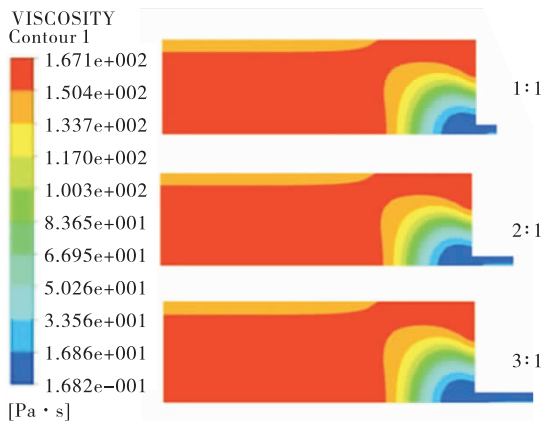 VISCOSITY
Contour 1
1.671e+002
1.504e+002
1.337e+002
1.170e+002
1.003e+002
8.365e+001
6.695e+001
5.026e+001
3.356e+001
1.686e+001
1.682e−001
[Pa·s]
1:1
2:1
3:1